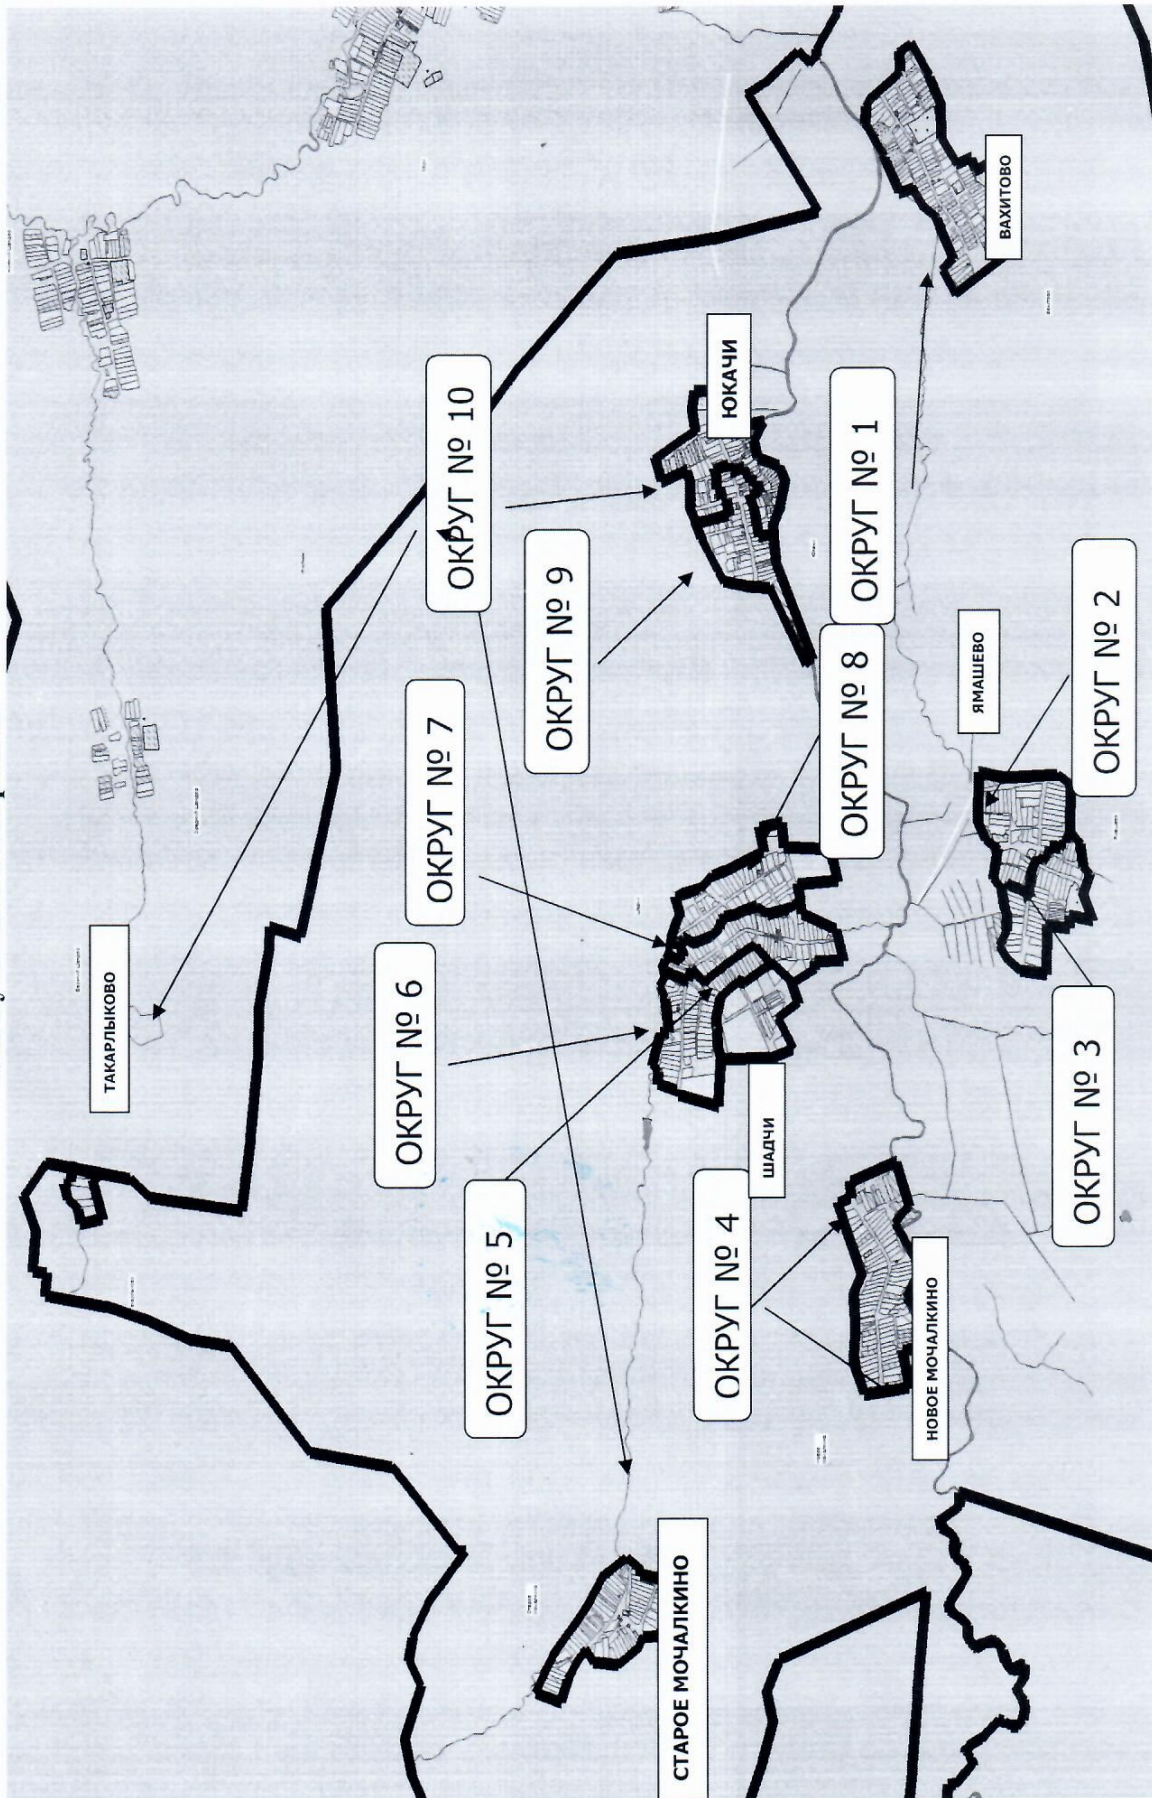 ТАКАРЛЫКОВО
ОКРУГ № 10
ОКРУГ № 7
ОКРУГ № 6
ОКРУГ № 9
ОКРУГ № 5
ЮКАЧИ
СТАРОЕ МОЧАЛКИНО
ШАДЧИ
ОКРУГ № 4
ОКРУГ № 1
ОКРУГ № 8
НОВОЕ МОЧАЛКИНО
ЯМАШЕВО
ВАХИТОВО
ОКРУГ № 2
ОКРУГ № 3